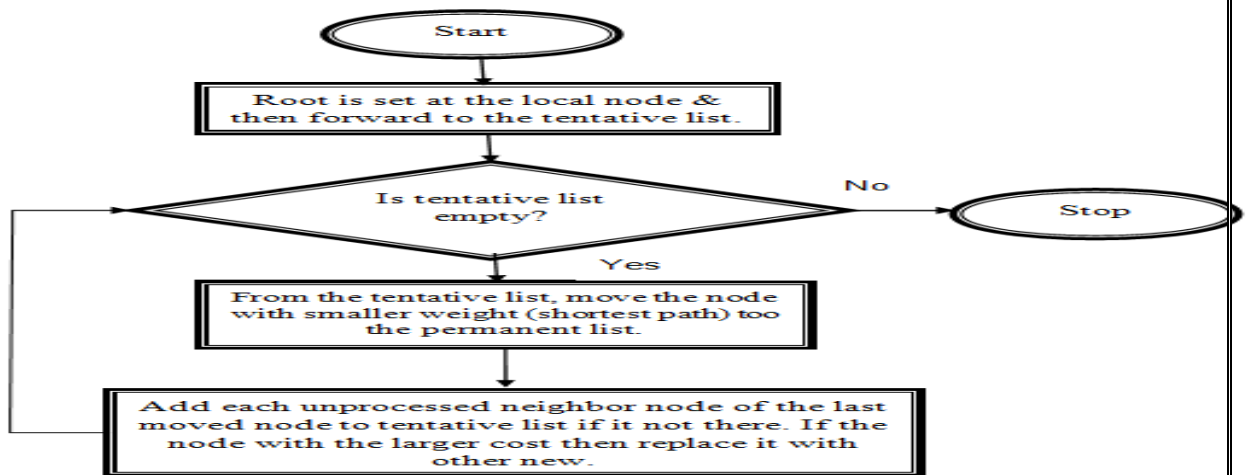 Start
Root is set at the local node &
then forward to the tentative list.
Is tentative list
empty?
No
Stop
Yes
From the tentative list, move the node
with smaller weight (shortest path) too
the permanent list.
Add each unprocessed neighbor node of the last
moved node to tentative list if it not there. If the
node with the larger cost then replace it with
other new.